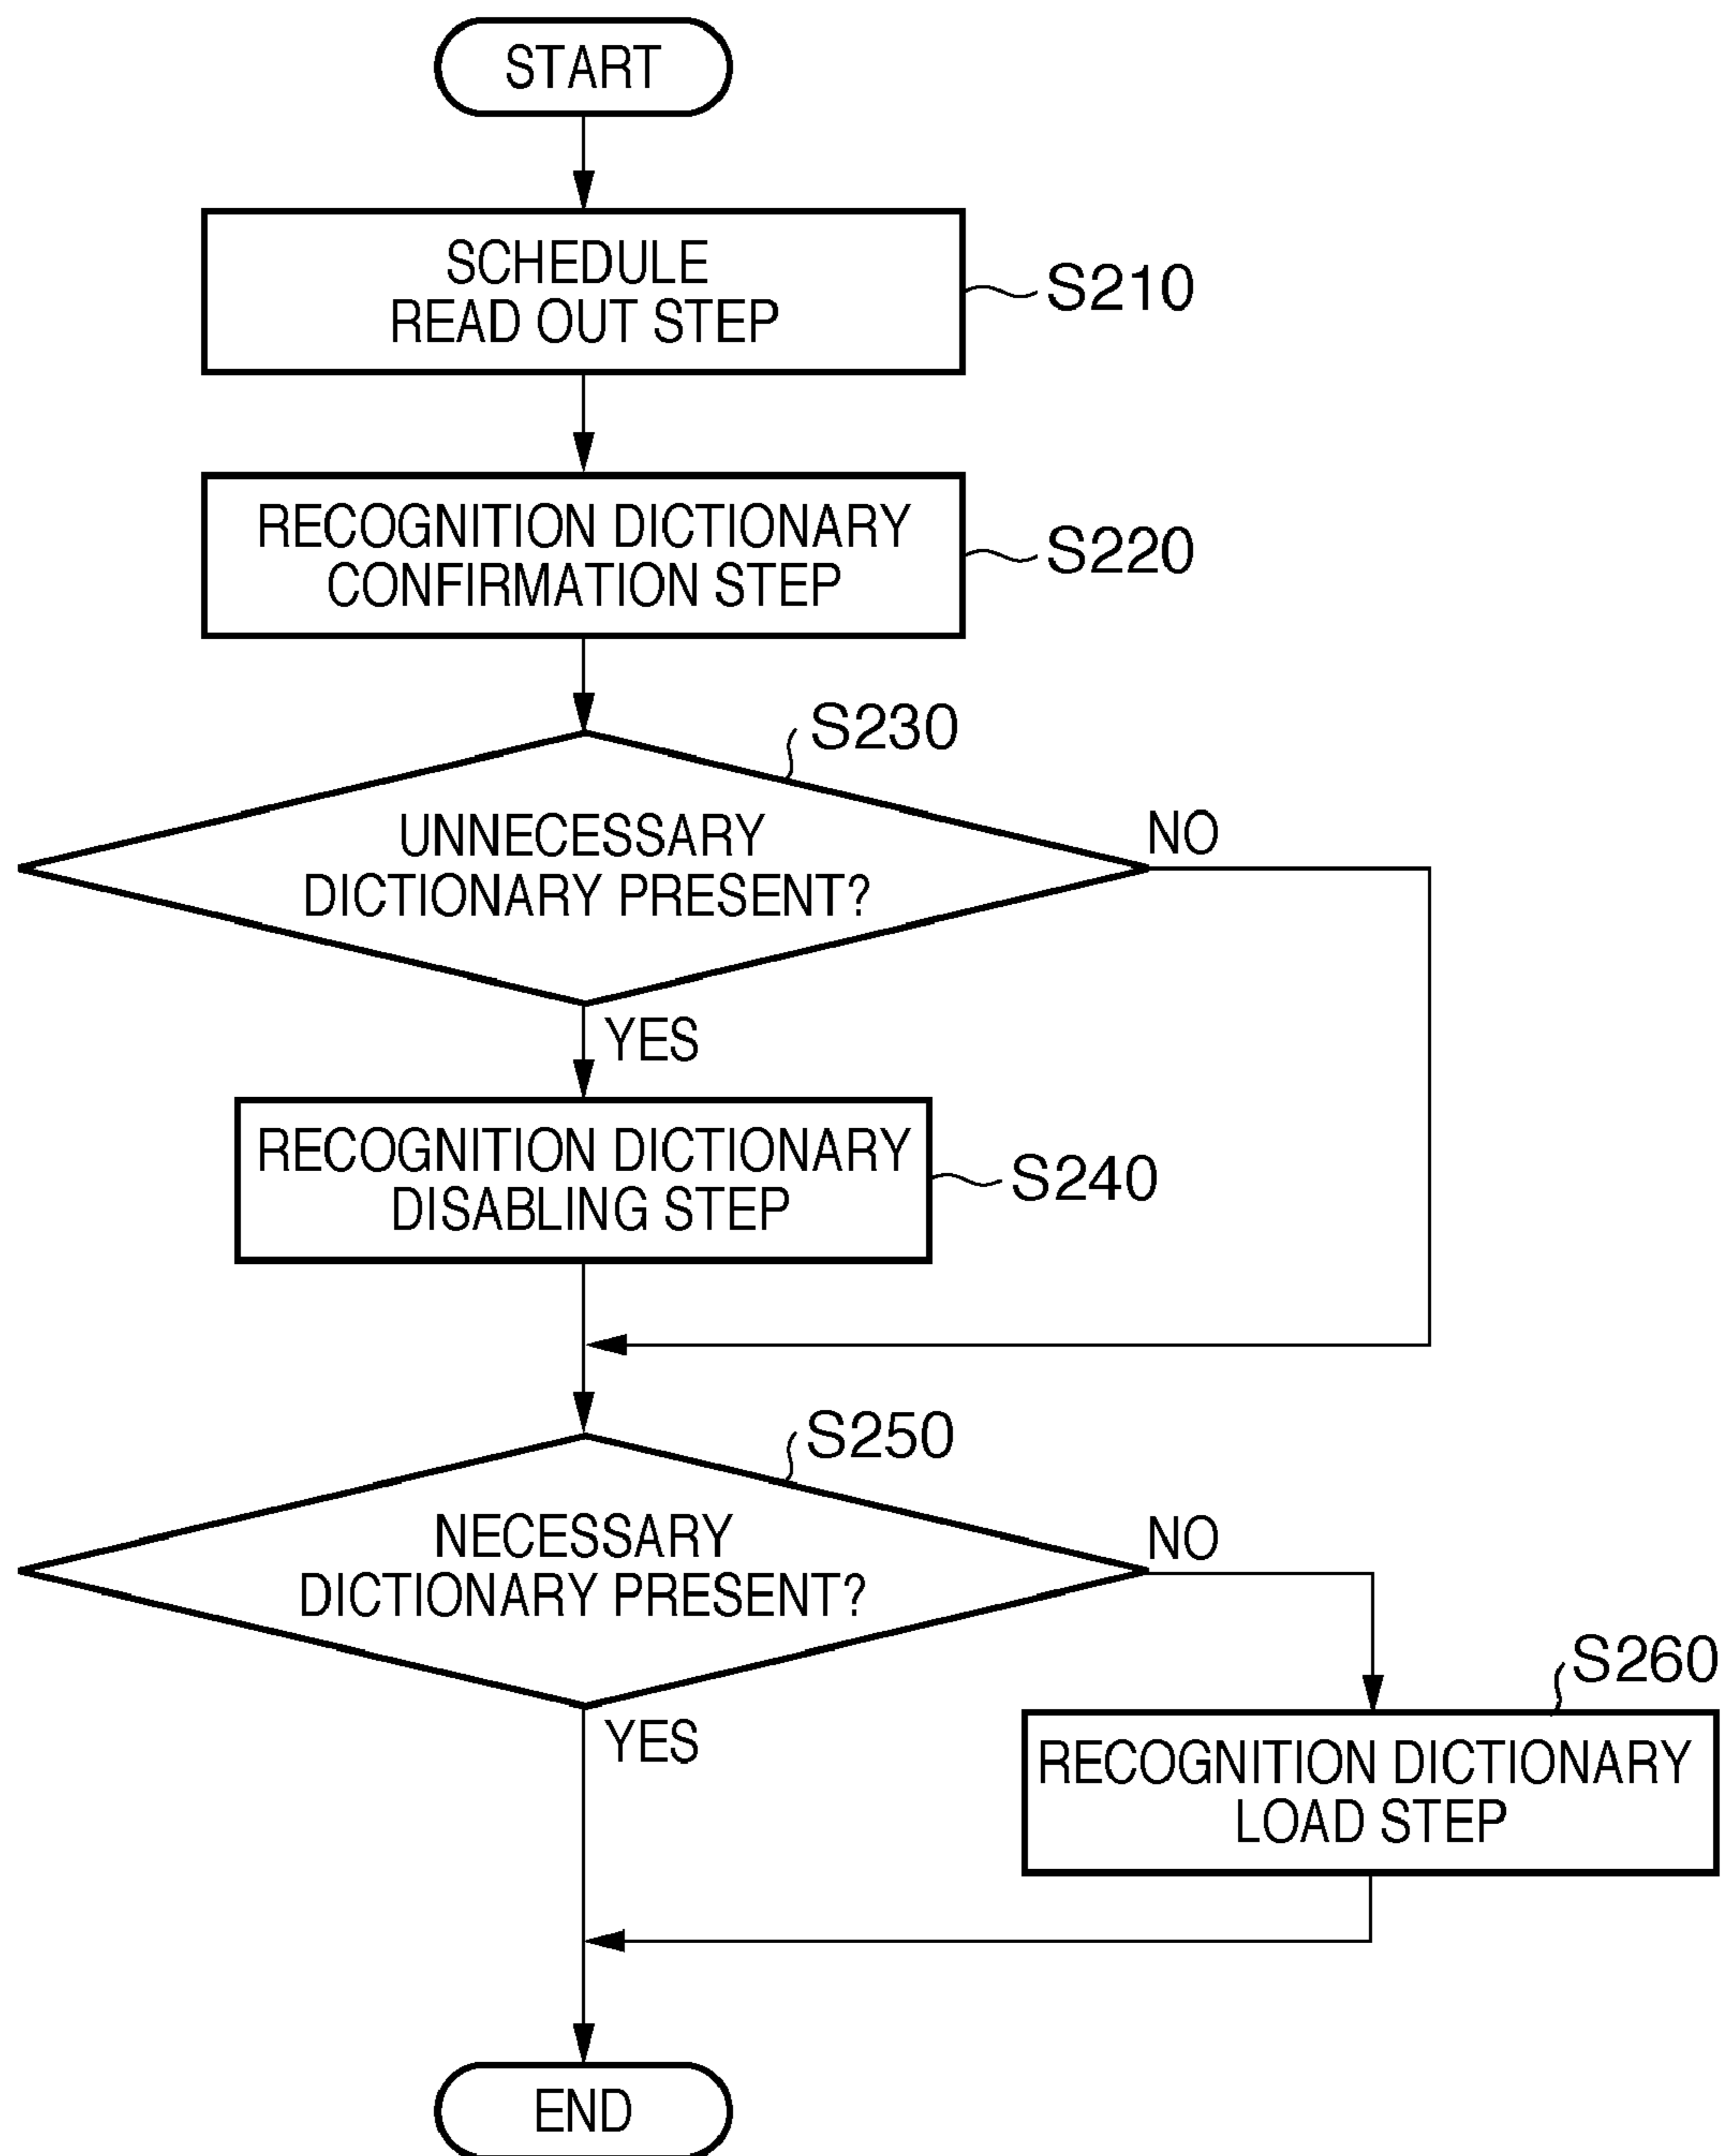 START
SCHEDULE
READ OUT STEP
S210
RECOGNITION DICTIONARY
CONFIRMATION STEP
S220
S230
UNNECESSARY
DICTIONARY PRESENT?
NO
YES
RECOGNITION DICTIONARY
DISABLING STEP
S240
S250
NECESSARY
DICTIONARY PRESENT?
NO
YES
S260
RECOGNITION DICTIONARY
LOAD STEP
END